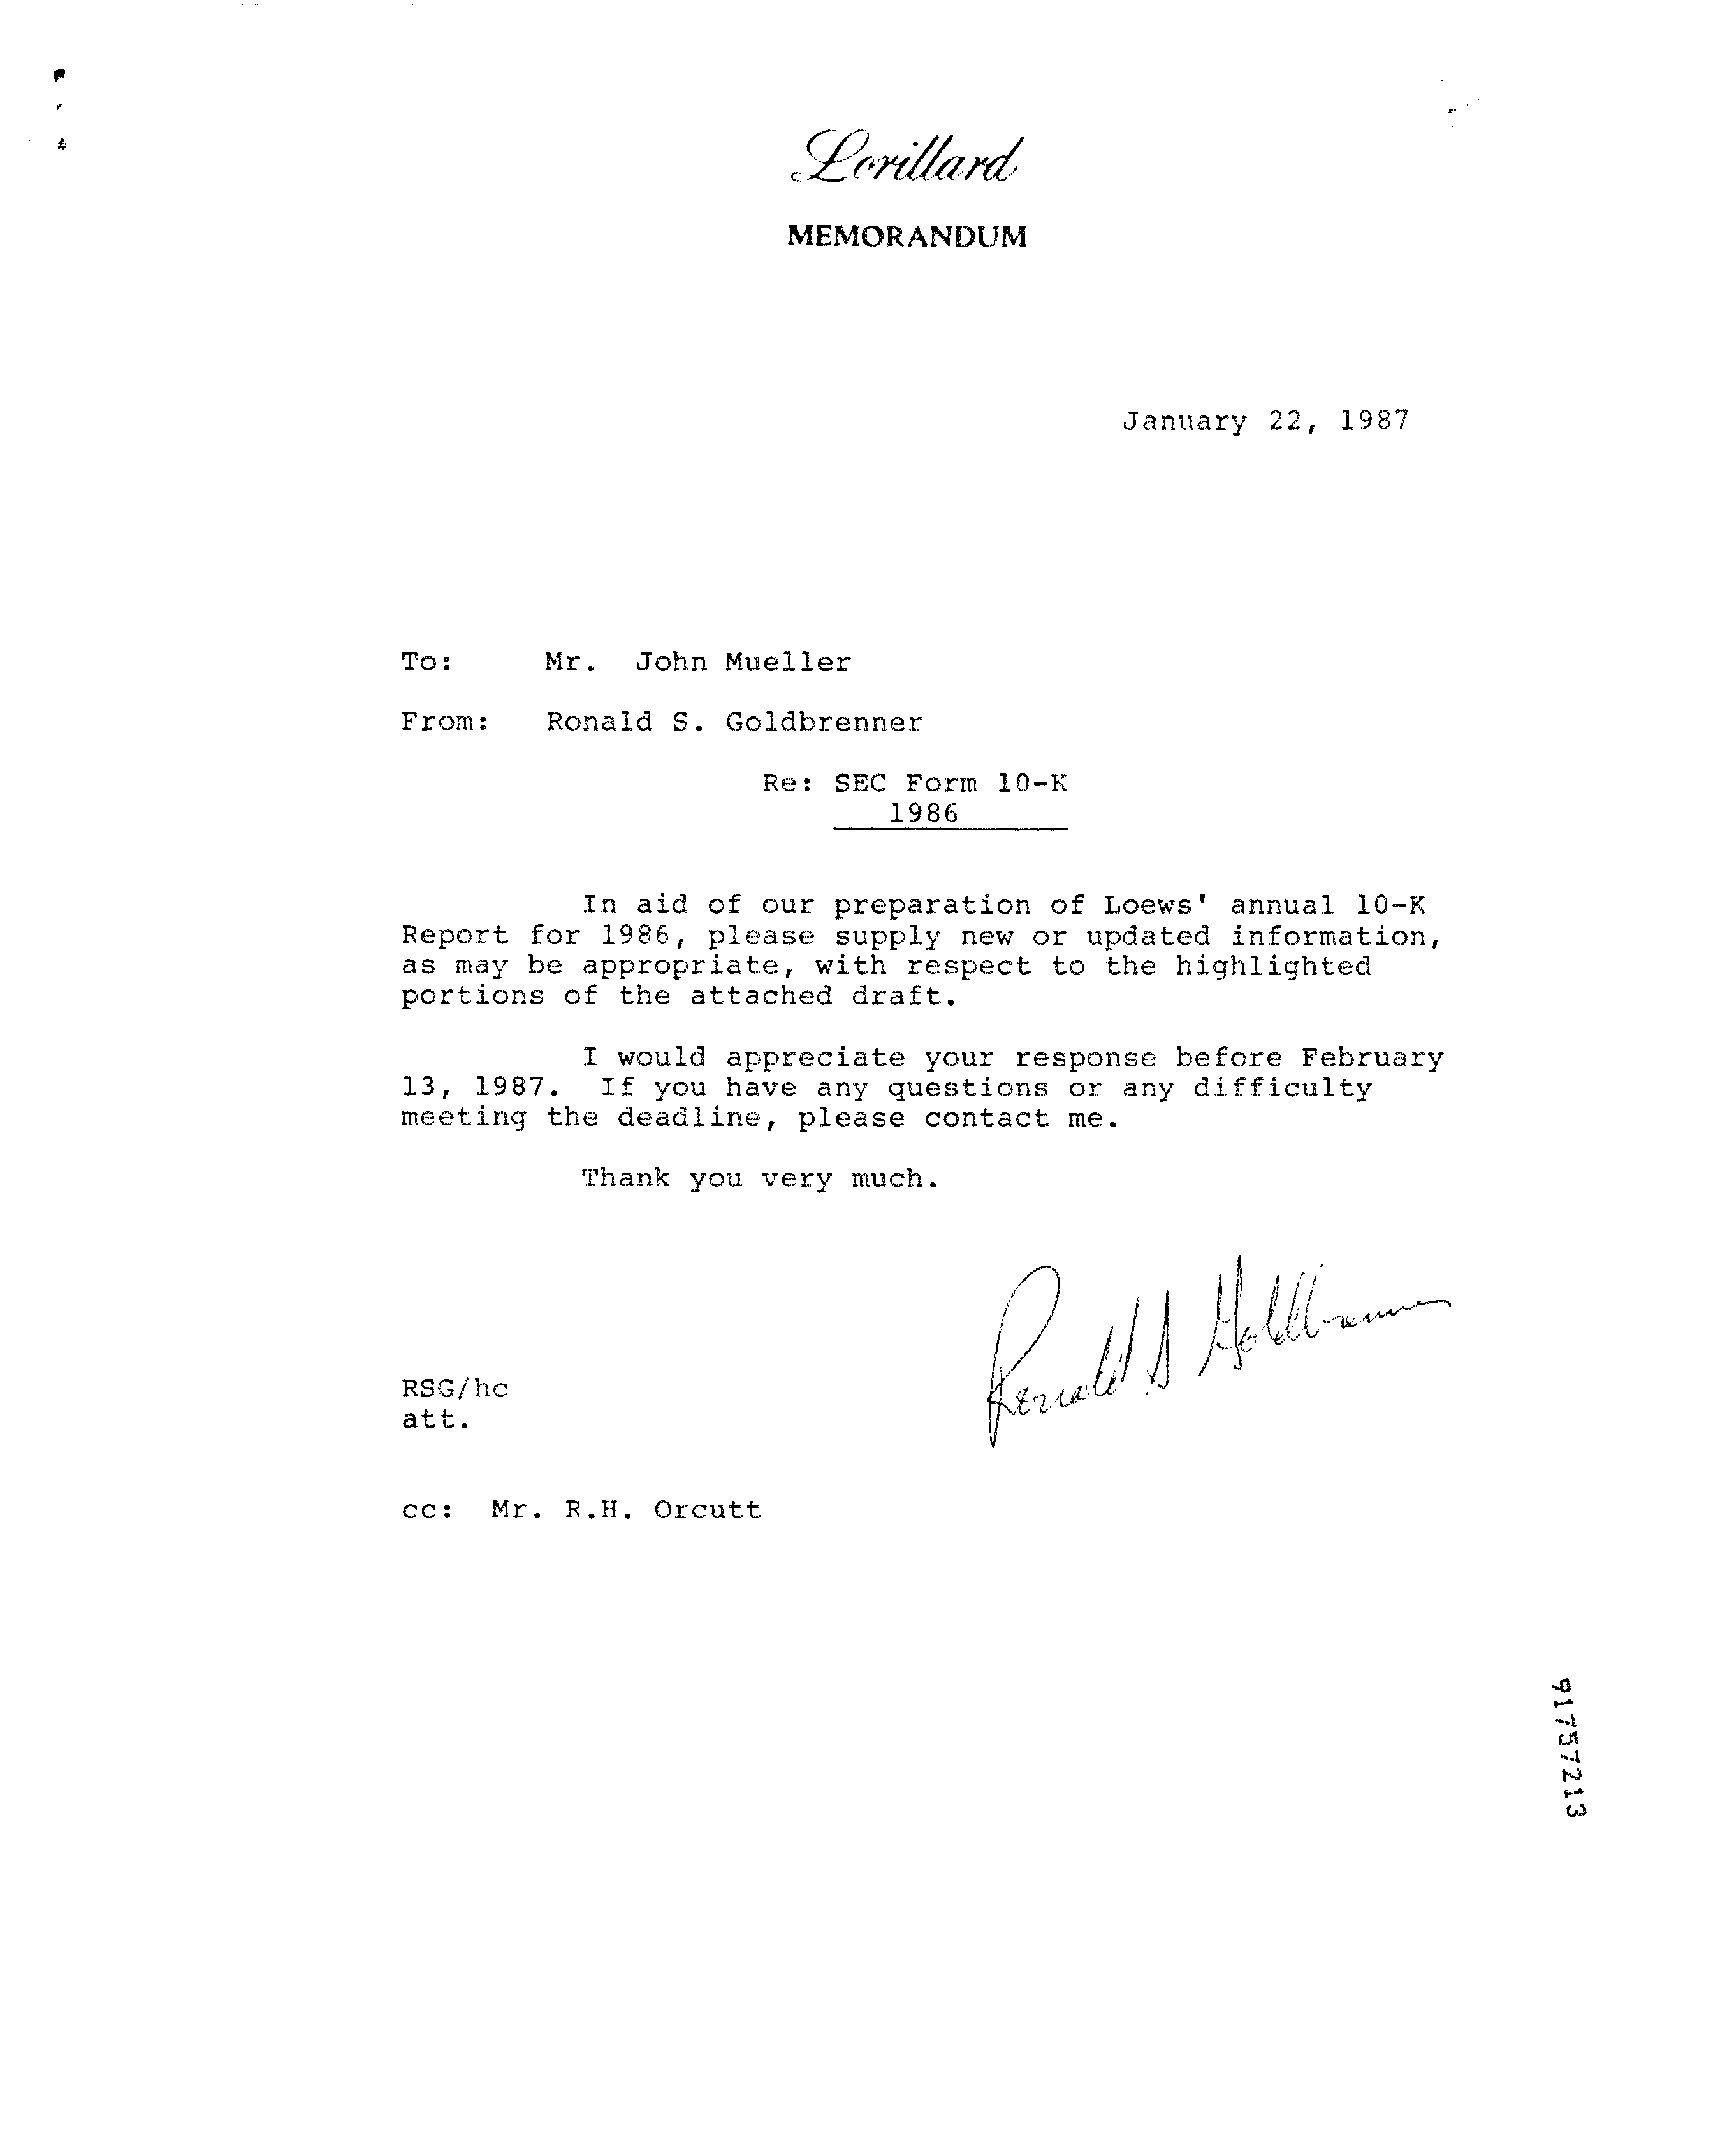 Lorillard
MEMORANDUM
January 22, 1987
To: Mr. John Mueller
From: Ronald S. Goldbrenner
Re: SEC Form 10-K
1986
In aid of our preparation of Loews' annual 10-K
Report for 1986, please supply new or updated information,
as may be appropriate, with respect to the highlighted
portions of the attached draft.
I would appreciate your response before February
13, 1987. If you have any questions or any difficulty
meeting the deadline, please contact me.
Thank you very much.
Ronald S Goldbrenner
RSG/hc
att.
cc: Mr. R.H. Orcutt
91757213